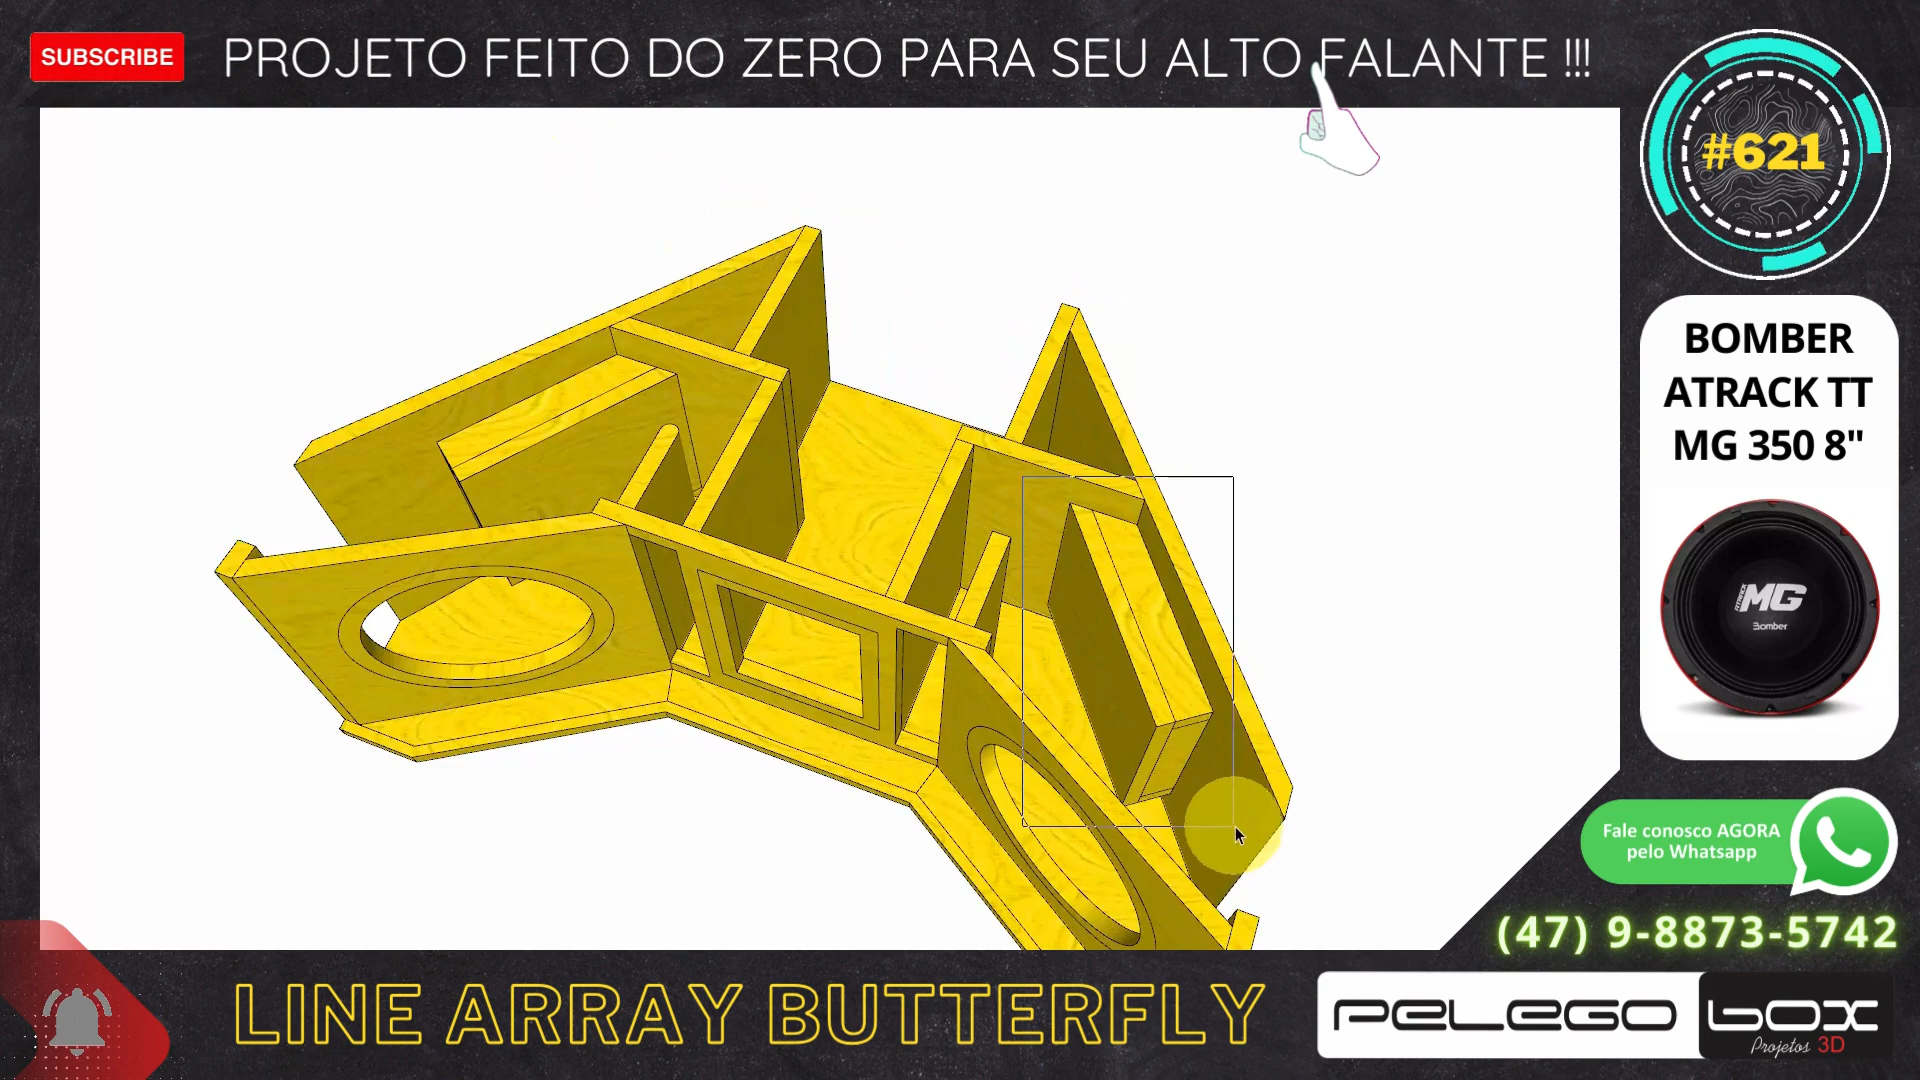 SUBSCRIBE
PROJETO FEITO DO ZERO PARA SEU ALTO FALANTE !!!
#621
BOMBER
ATRACK TT
MG 350 8"
ATRACK
MG
Bomber
Fale conosco AGORA
pelo Whatsapp
(47) 9-8873-5742
LINE ARRAY BUTTERFLY
PELEGO BOX
Projetos 3D